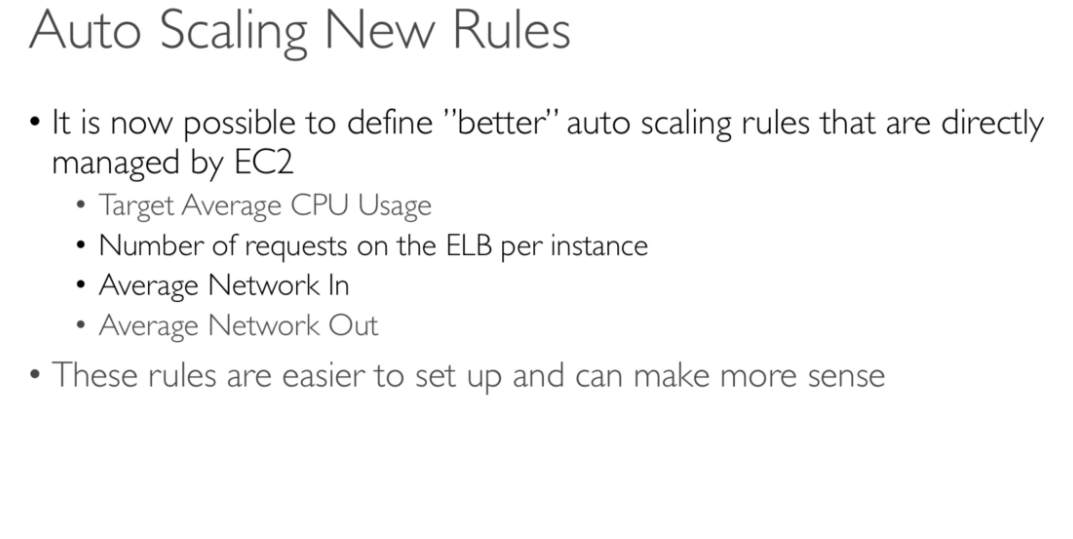 Auto Scaling New Rules
• It is now possible to define ”better” auto scaling rules that are directly
managed by EC2
• Target Average CPU Usage
• Number of requests on the ELB per instance
• Average Network In
• Average Network Out
• These rules are easier to set up and can make more sense